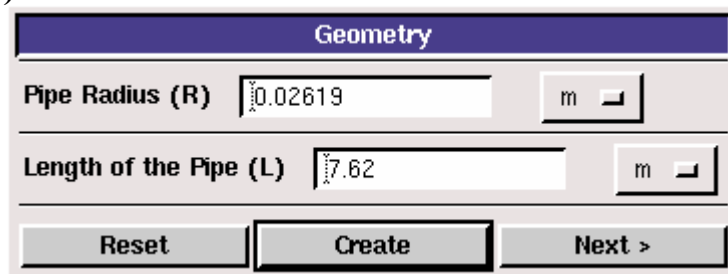 )
Geometry
Pipe Radius (R) 0.02619 m
Length of the Pipe (L) 7.62 m
Reset Create Next >